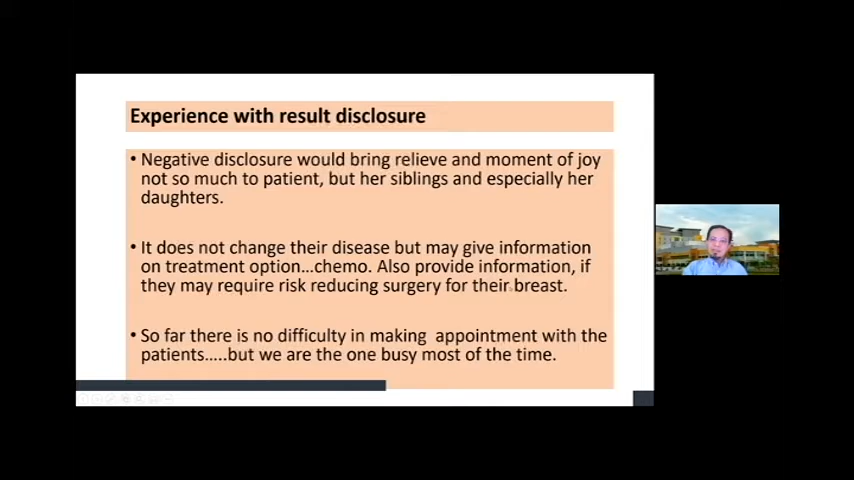 Experience with result disclosure
• Negative disclosure would bring relieve and moment of joy
not so much to patient, but her siblings and especially her
daughters.
• It does not change their disease but may give information
on treatment option...chemo. Also provide information, if
they may require risk reducing surgery for their breast.
• So far there is no difficulty in making appointment with the
patients.....but we are the one busy most of the time.